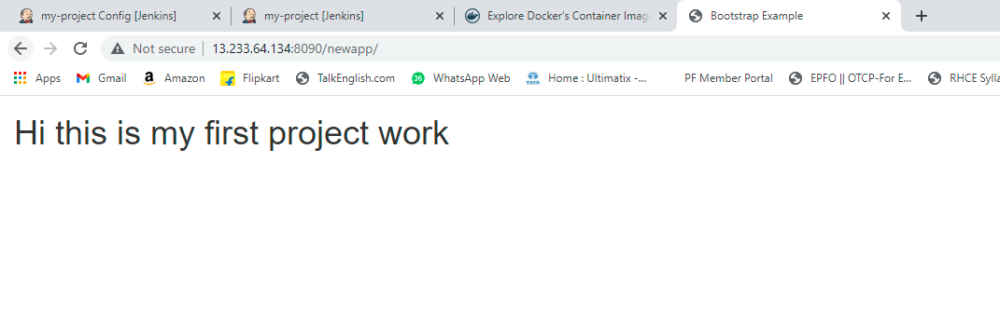 my-project Config [Jenkins]
my-project [Jenkins]
Explore Docker's Container Imag
Bootstrap Example
Not secure
13.233.64.134:8090/newapp/
Apps
Gmail
Amazon
Flipkart
TalkEnglish.com
36
WhatsApp Web
TATA
Home : Ultimatix -...
PF Member Portal
EPFO || OTCP-For E...
RHCE Sylla
Hi this is my first project work